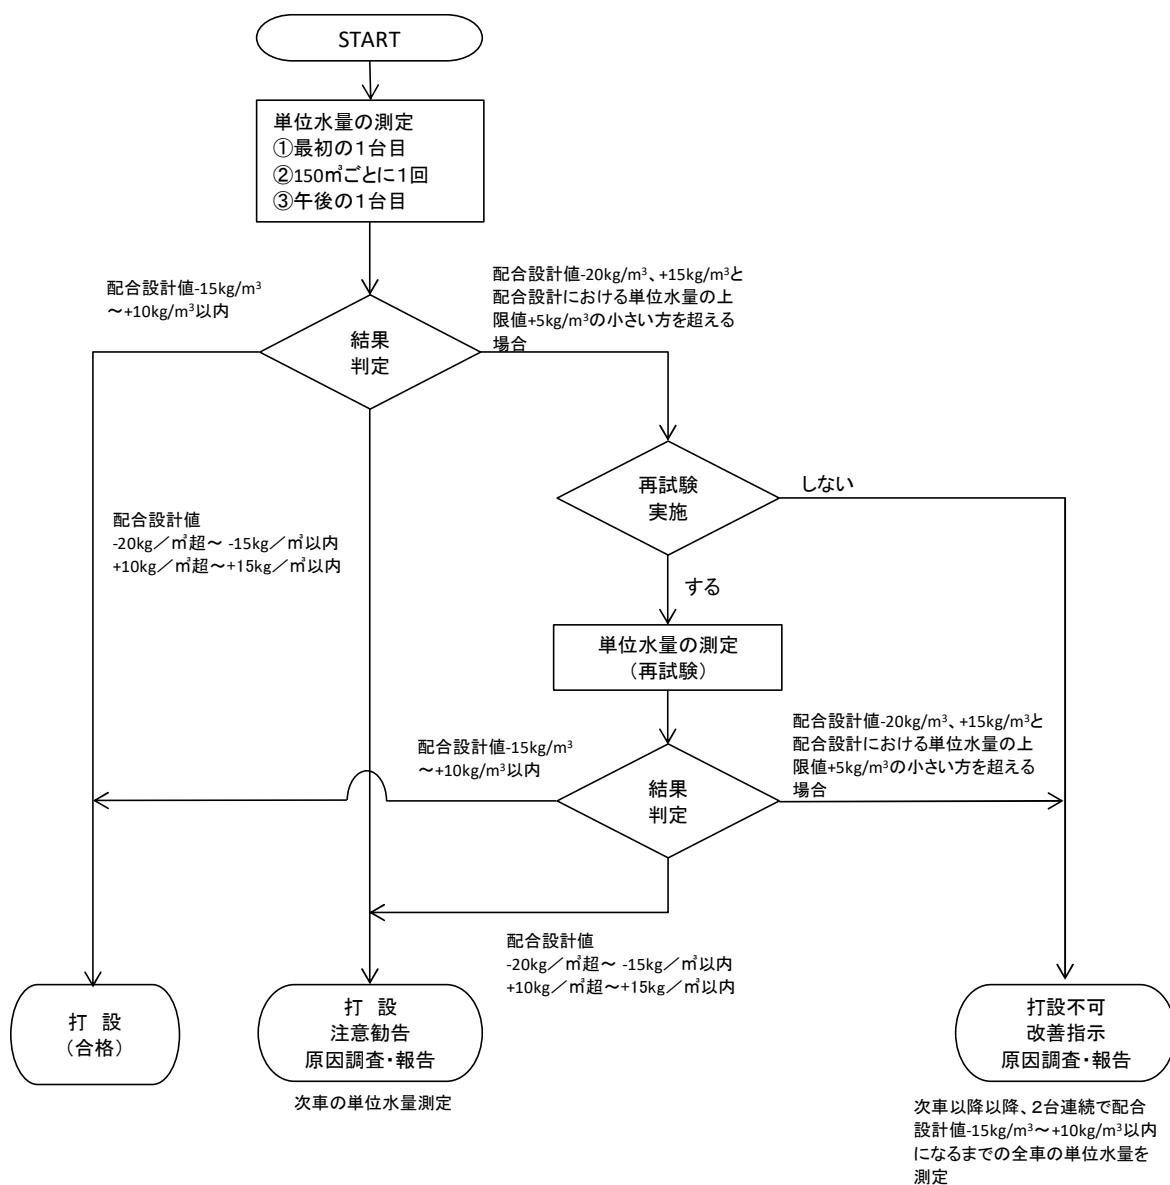 START
単位水量の測定
①最初の１台目
②150㎥ごとに１回
③午後の１台目
配合設計値-15kg/m³
～+10kg/m³以内
配合設計値-20kg/m³、+15kg/m³と
配合設計における単位水量の上
限値+5kg/m³の小さい方を超える
場合
結果
判定
再試験
実施
しない
配合設計値
-20kg／㎥超～ -15kg／㎥以内
+10kg／㎥超～+15kg／㎥以内
する
単位水量の測定
（再試験）
配合設計値-15kg/m³
～+10kg/m³以内
配合設計値-20kg/m³、+15kg/m³と
配合設計における単位水量の上
限値+5kg/m³の小さい方を超える
場合
結果
判定
配合設計値
-20kg／㎥超～ -15kg／㎥以内
+10kg／㎥超～+15kg／㎥以内
打　設
（合格）
打　設
注意勧告
原因調査・報告
次車の単位水量測定
打設不可
改善指示
原因調査・報告
次車以降以降、２台連続で配合
設計値-15kg/m³～+10kg/m³以内
になるまでの全車の単位水量を
測定